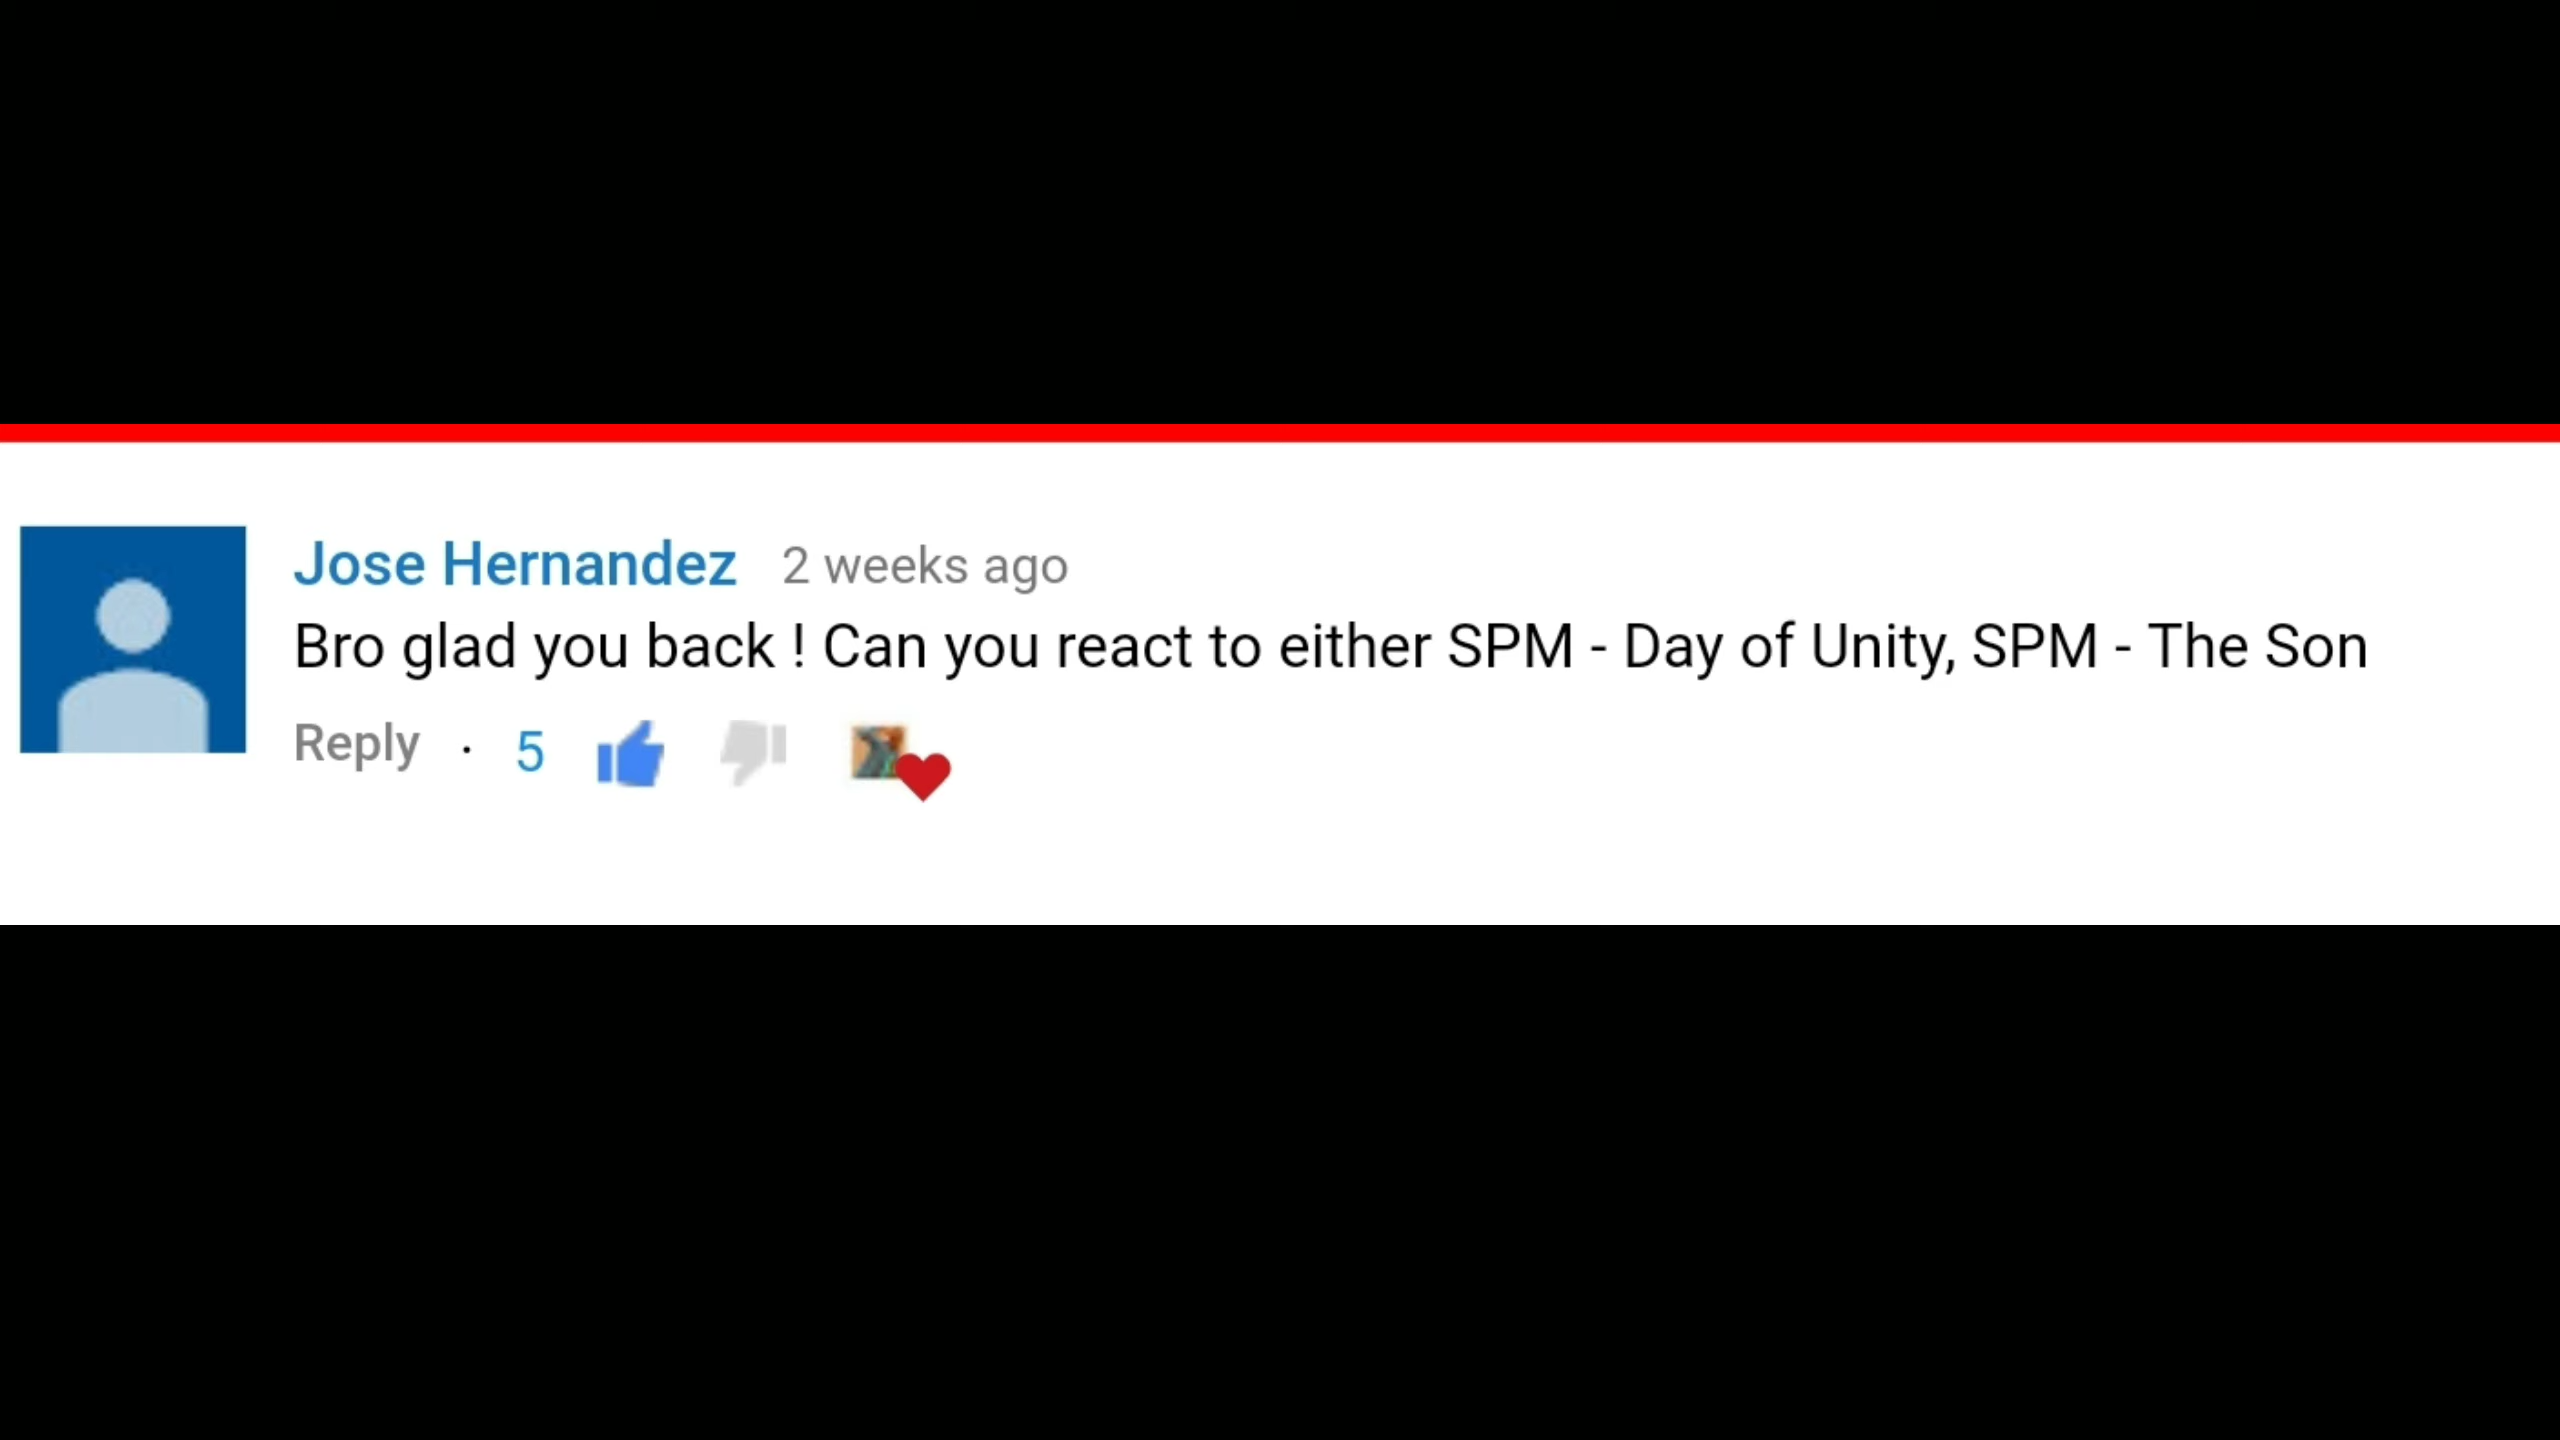 Jose Hernandez 2 weeks ago
Bro glad you back ! Can you react to either SPM - Day of Unity, SPM - The Son
Reply · 5